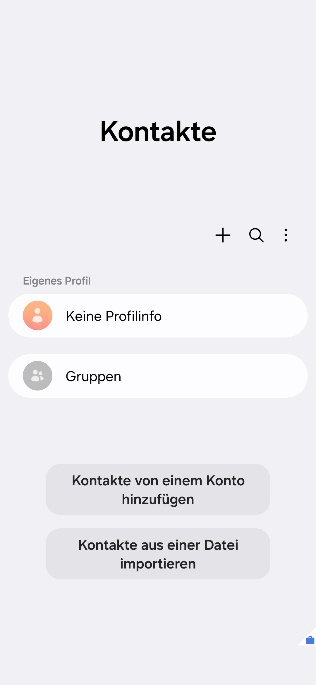 Kontakte
Eigenes Profil
Keine Profilinfo
Gruppen
Kontakte von einem Konto
hinzufügen
Kontakte aus einer Datei
importieren